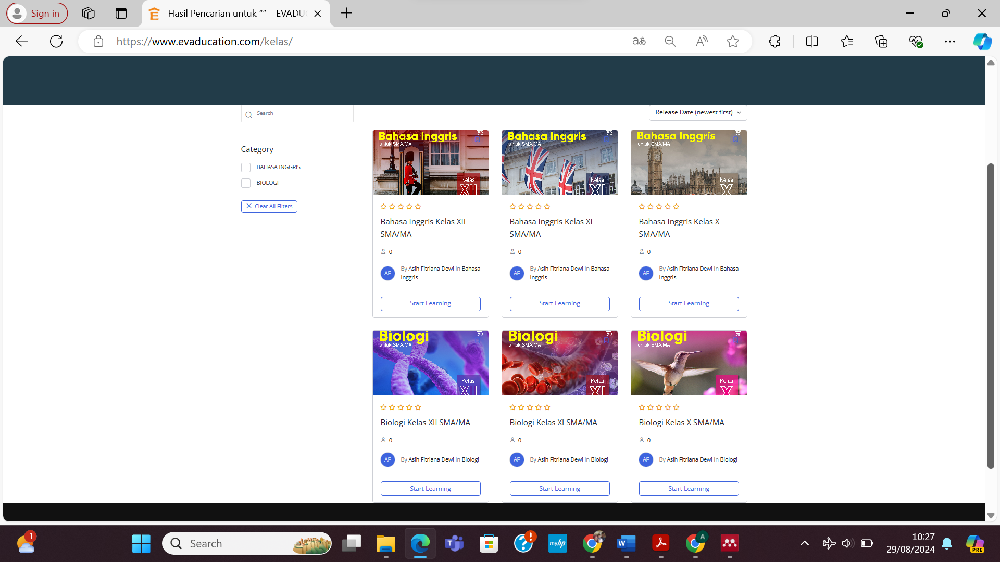 Sign in
Hasil Pencarian untuk “” – EVADU
https://www.evaducation.com/kelas/
Search
Release Date (newest first)
Category
BAHASA INGGRIS
BIOLOGI
Clear All Filters
Bahasa Inggris
untuk SMA/MA
Kelas
XII
Bahasa Inggris Kelas XII
SMA/MA
0
AF
By Asih Fitriana Dewi In Bahasa
Inggris
Start Learning
Bahasa Inggris
untuk SMA/MA
Kelas
XI
Bahasa Inggris Kelas XI
SMA/MA
0
AF
By Asih Fitriana Dewi In Bahasa
Inggris
Start Learning
Bahasa Inggris
untuk SMA/MA
Kelas
X
Bahasa Inggris Kelas X
SMA/MA
0
AF
By Asih Fitriana Dewi In Bahasa
Inggris
Start Learning
Biologi
untuk SMA/MA
Kelas
XII
Biologi Kelas XII SMA/MA
0
AF
By Asih Fitriana Dewi In Biologi
Start Learning
Biologi
untuk SMA/MA
Kelas
XI
Biologi Kelas XI SMA/MA
0
AF
By Asih Fitriana Dewi In Biologi
Start Learning
Biologi
untuk SMA/MA
Kelas
X
Biologi Kelas X SMA/MA
0
AF
By Asih Fitriana Dewi In Biologi
Start Learning
1
Search
myhp
A
10:27
29/08/2024
PRE